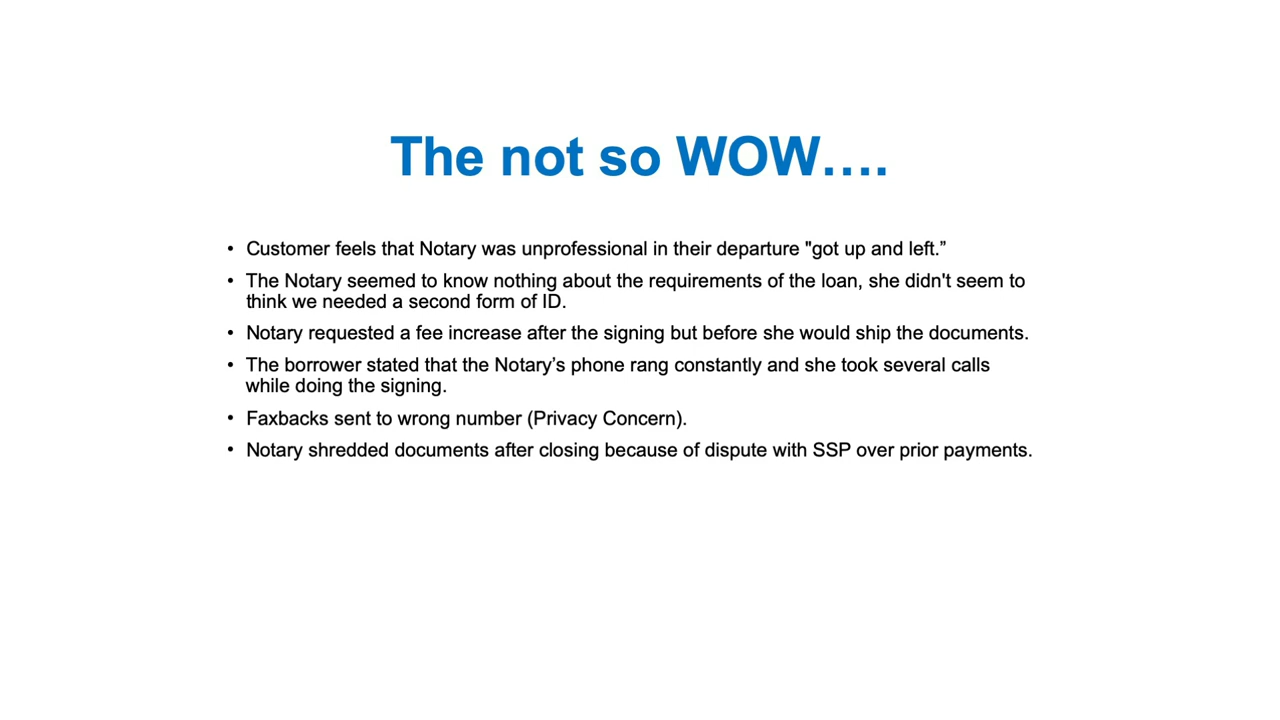 The not so WOW….
• Customer feels that Notary was unprofessional in their departure "got up and left.”
• The Notary seemed to know nothing about the requirements of the loan, she didn't seem to
think we needed a second form of ID.
• Notary requested a fee increase after the signing but before she would ship the documents.
• The borrower stated that the Notary’s phone rang constantly and she took several calls
while doing the signing.
• Faxbacks sent to wrong number (Privacy Concern).
• Notary shredded documents after closing because of dispute with SSP over prior payments.